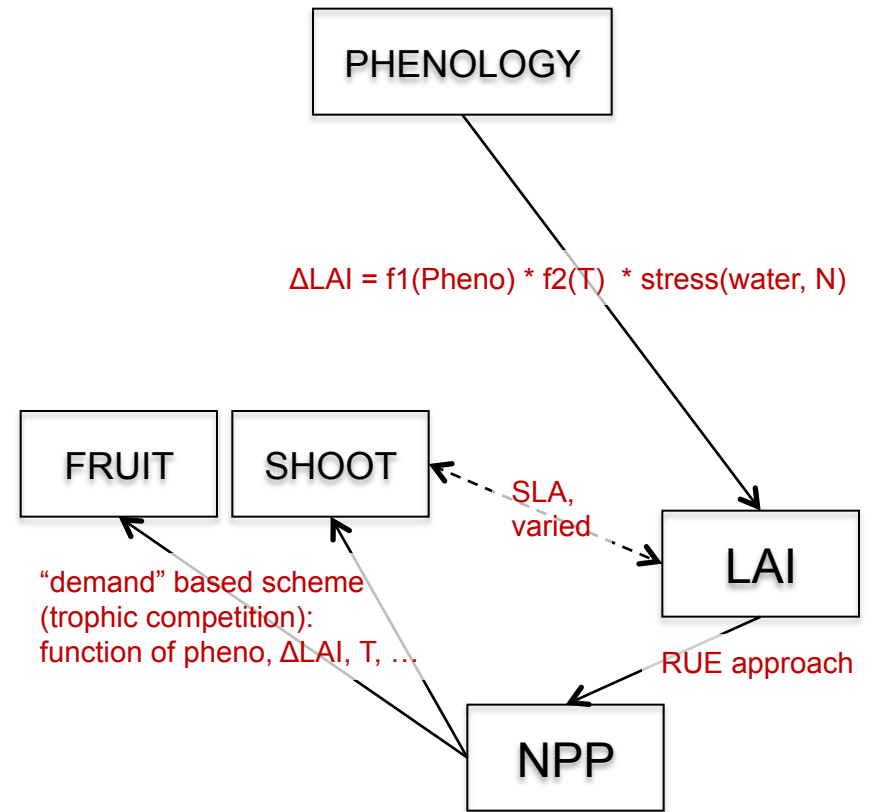 PHENOLOGY
ΔLAI = f1(Pheno) * f2(T) * stress(water, N)
FRUIT
SHOOT
SLA,
varied
LAI
“demand” based scheme
(trophic competition):
function of pheno, ΔLAI, T, …
RUE approach
NPP